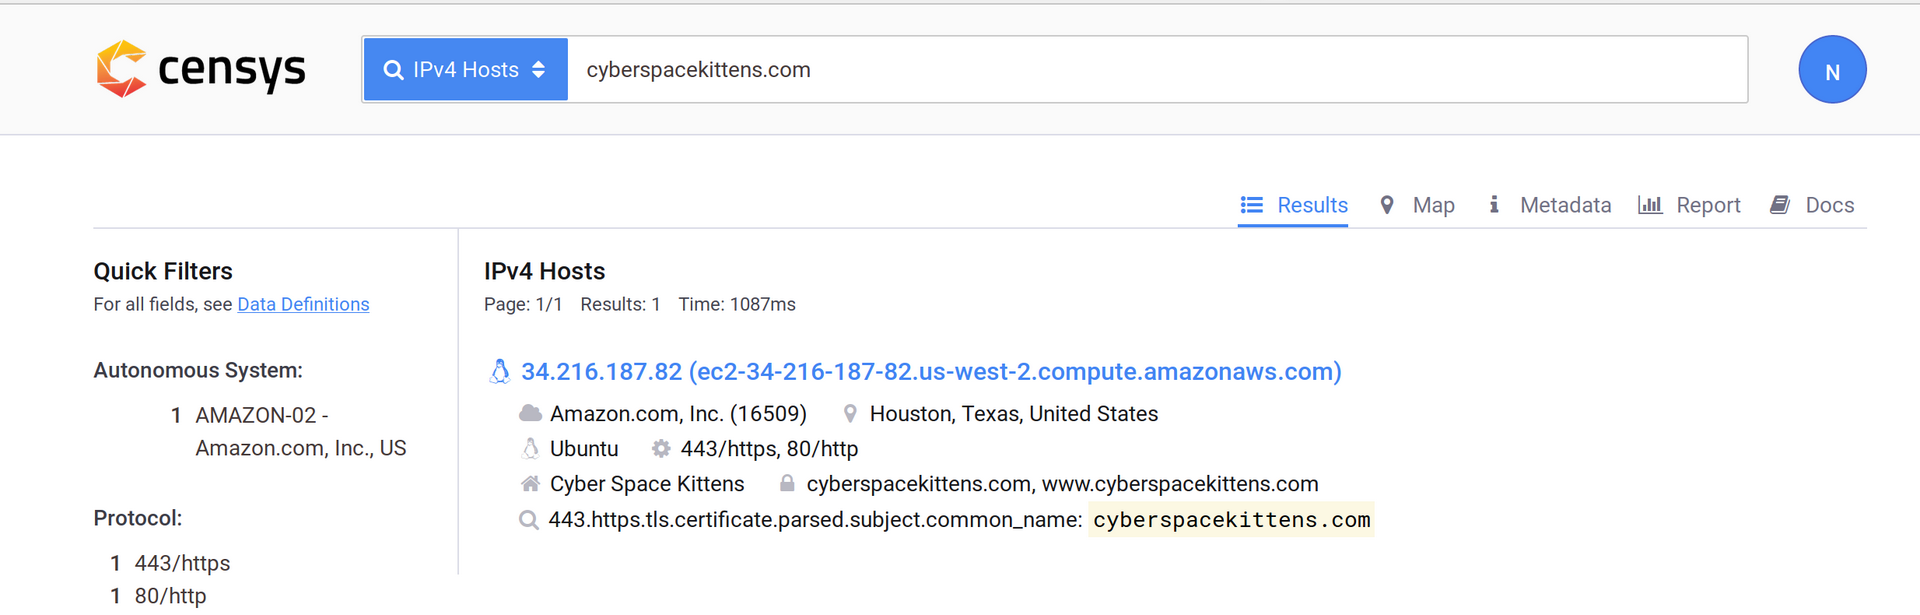 censys
IPv4 Hosts
cyberspacekittens.com
N
Results
Map
Metadata
Report
Docs
Quick Filters
For all fields, see Data Definitions
Autonomous System:
1 AMAZON-02 -
Amazon.com, Inc., US
Protocol:
1 443/https
1 80/http
IPv4 Hosts
Page: 1/1 Results: 1 Time: 1087ms
34.216.187.82 (ec2-34-216-187-82.us-west-2.compute.amazonaws.com)
Amazon.com, Inc. (16509) Houston, Texas, United States
Ubuntu 443/https, 80/http
Cyber Space Kittens cyberspacekittens.com, www.cyberspacekittens.com
443.https.tls.certificate.parsed.subject.common_name: cyberspacekittens.com